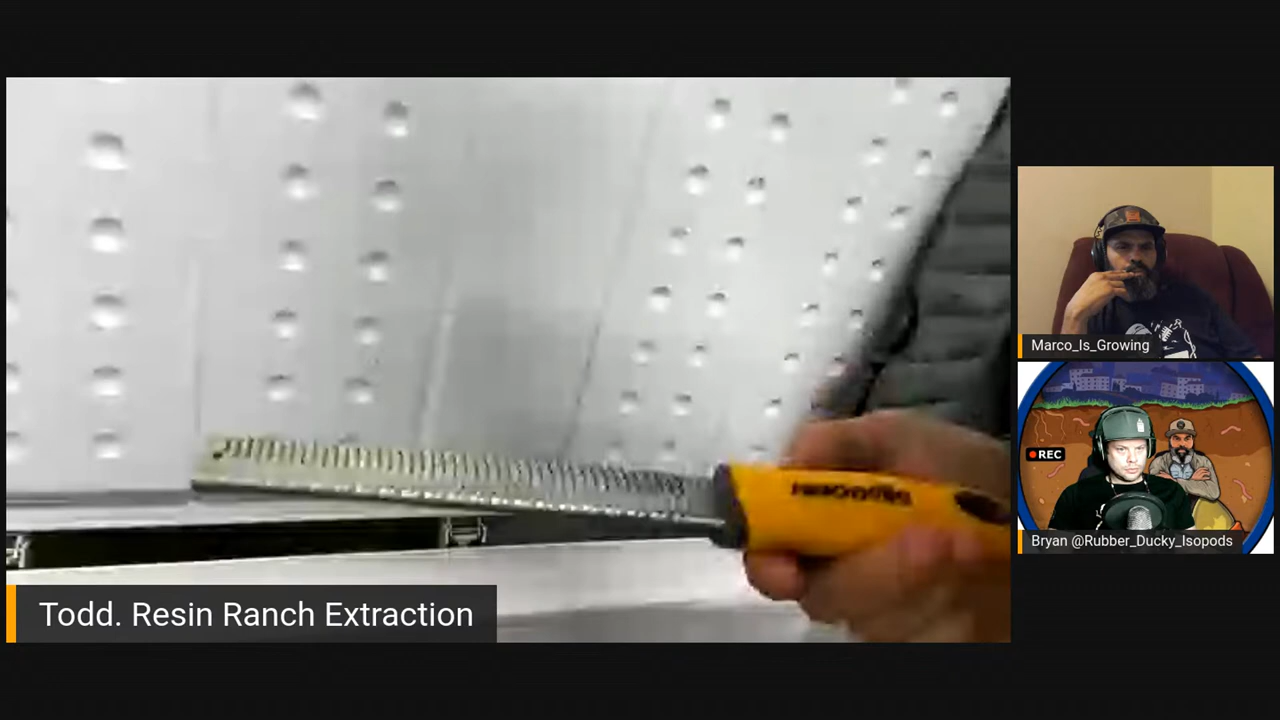 Todd. Resin Ranch Extraction
Marco_Is_Growing
REC
Bryan @Rubber_Ducky_Isopods